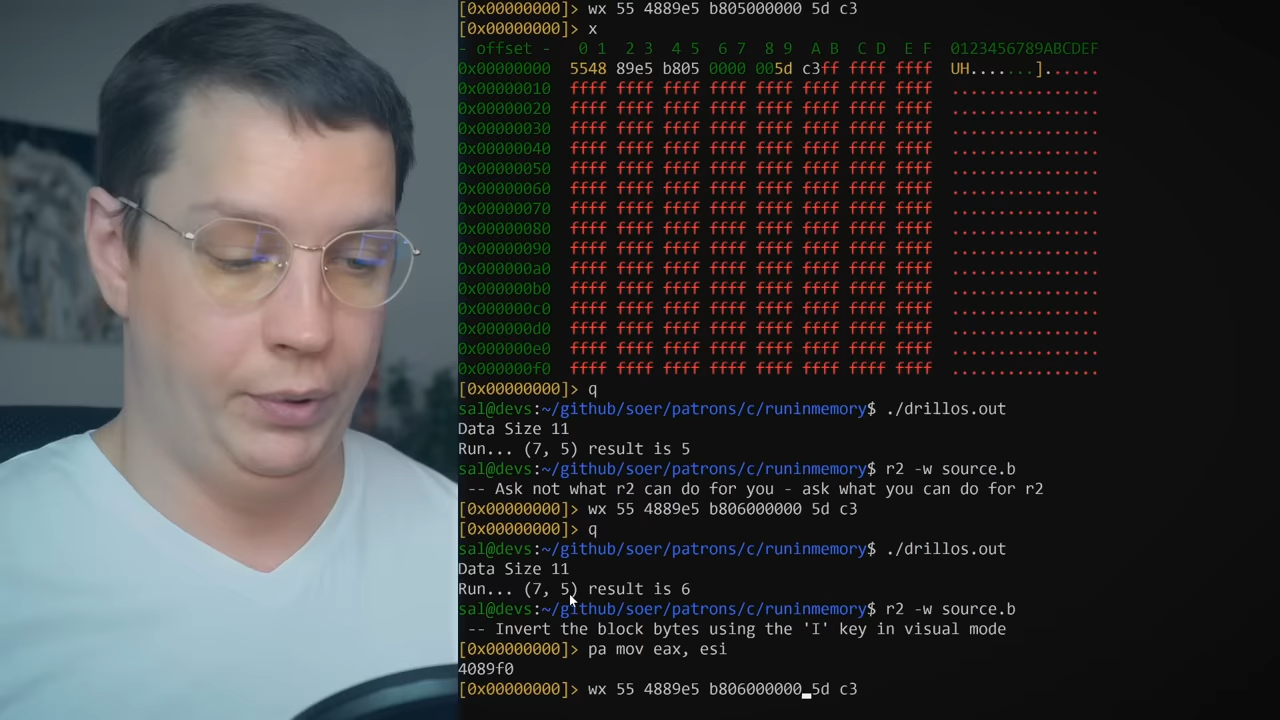 [0x00000000]> wx 55 4889e5 b805000000 5d c3
[0x00000000]> x
- offset -   0 1  2 3  4 5  6 7  8 9  A B  C D  E F  0123456789ABCDEF
0x00000000  5548 89e5 b805 0000 005d c3ff ffff ffff  UH.......]......
0x00000010  ffff ffff ffff ffff ffff ffff ffff ffff  ................
0x00000020  ffff ffff ffff ffff ffff ffff ffff ffff  ................
0x00000030  ffff ffff ffff ffff ffff ffff ffff ffff  ................
0x00000040  ffff ffff ffff ffff ffff ffff ffff ffff  ................
0x00000050  ffff ffff ffff ffff ffff ffff ffff ffff  ................
0x00000060  ffff ffff ffff ffff ffff ffff ffff ffff  ................
0x00000070  ffff ffff ffff ffff ffff ffff ffff ffff  ................
0x00000080  ffff ffff ffff ffff ffff ffff ffff ffff  ................
0x00000090  ffff ffff ffff ffff ffff ffff ffff ffff  ................
0x000000a0  ffff ffff ffff ffff ffff ffff ffff ffff  ................
0x000000b0  ffff ffff ffff ffff ffff ffff ffff ffff  ................
0x000000c0  ffff ffff ffff ffff ffff ffff ffff ffff  ................
0x000000d0  ffff ffff ffff ffff ffff ffff ffff ffff  ................
0x000000e0  ffff ffff ffff ffff ffff ffff ffff ffff  ................
0x000000f0  ffff ffff ffff ffff ffff ffff ffff ffff  ................
[0x00000000]> q
sal@devs:~/github/soer/patrons/c/runinmemory$ ./drillos.out
Data Size 11
Run... (7, 5) result is 5
sal@devs:~/github/soer/patrons/c/runinmemory$ r2 -w source.b
-- Ask not what r2 can do for you - ask what you can do for r2
[0x00000000]> wx 55 4889e5 b806000000 5d c3
[0x00000000]> q
sal@devs:~/github/soer/patrons/c/runinmemory$ ./drillos.out
Data Size 11
Run... (7, 5) result is 6
sal@devs:~/github/soer/patrons/c/runinmemory$ r2 -w source.b
-- Invert the block bytes using the 'I' key in visual mode
[0x00000000]> pa mov eax, esi
4089f0
[0x00000000]> wx 55 4889e5 b806000000 5d c3